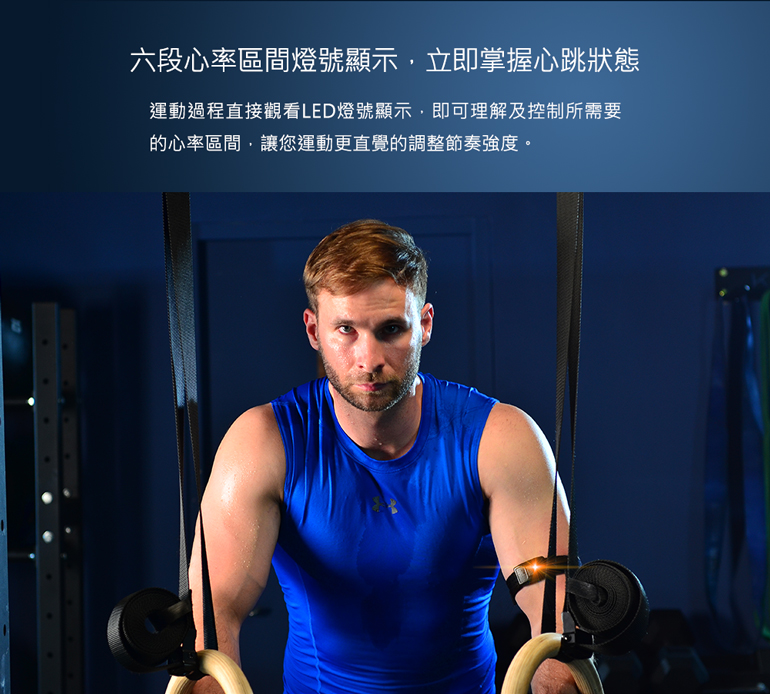 六段心率區間燈號顯示，立即掌握心跳狀態
運動過程直接觀看LED燈號顯示，即可理解及控制所需要
的心率區間，讓您運動更直覺的調整節奏強度。